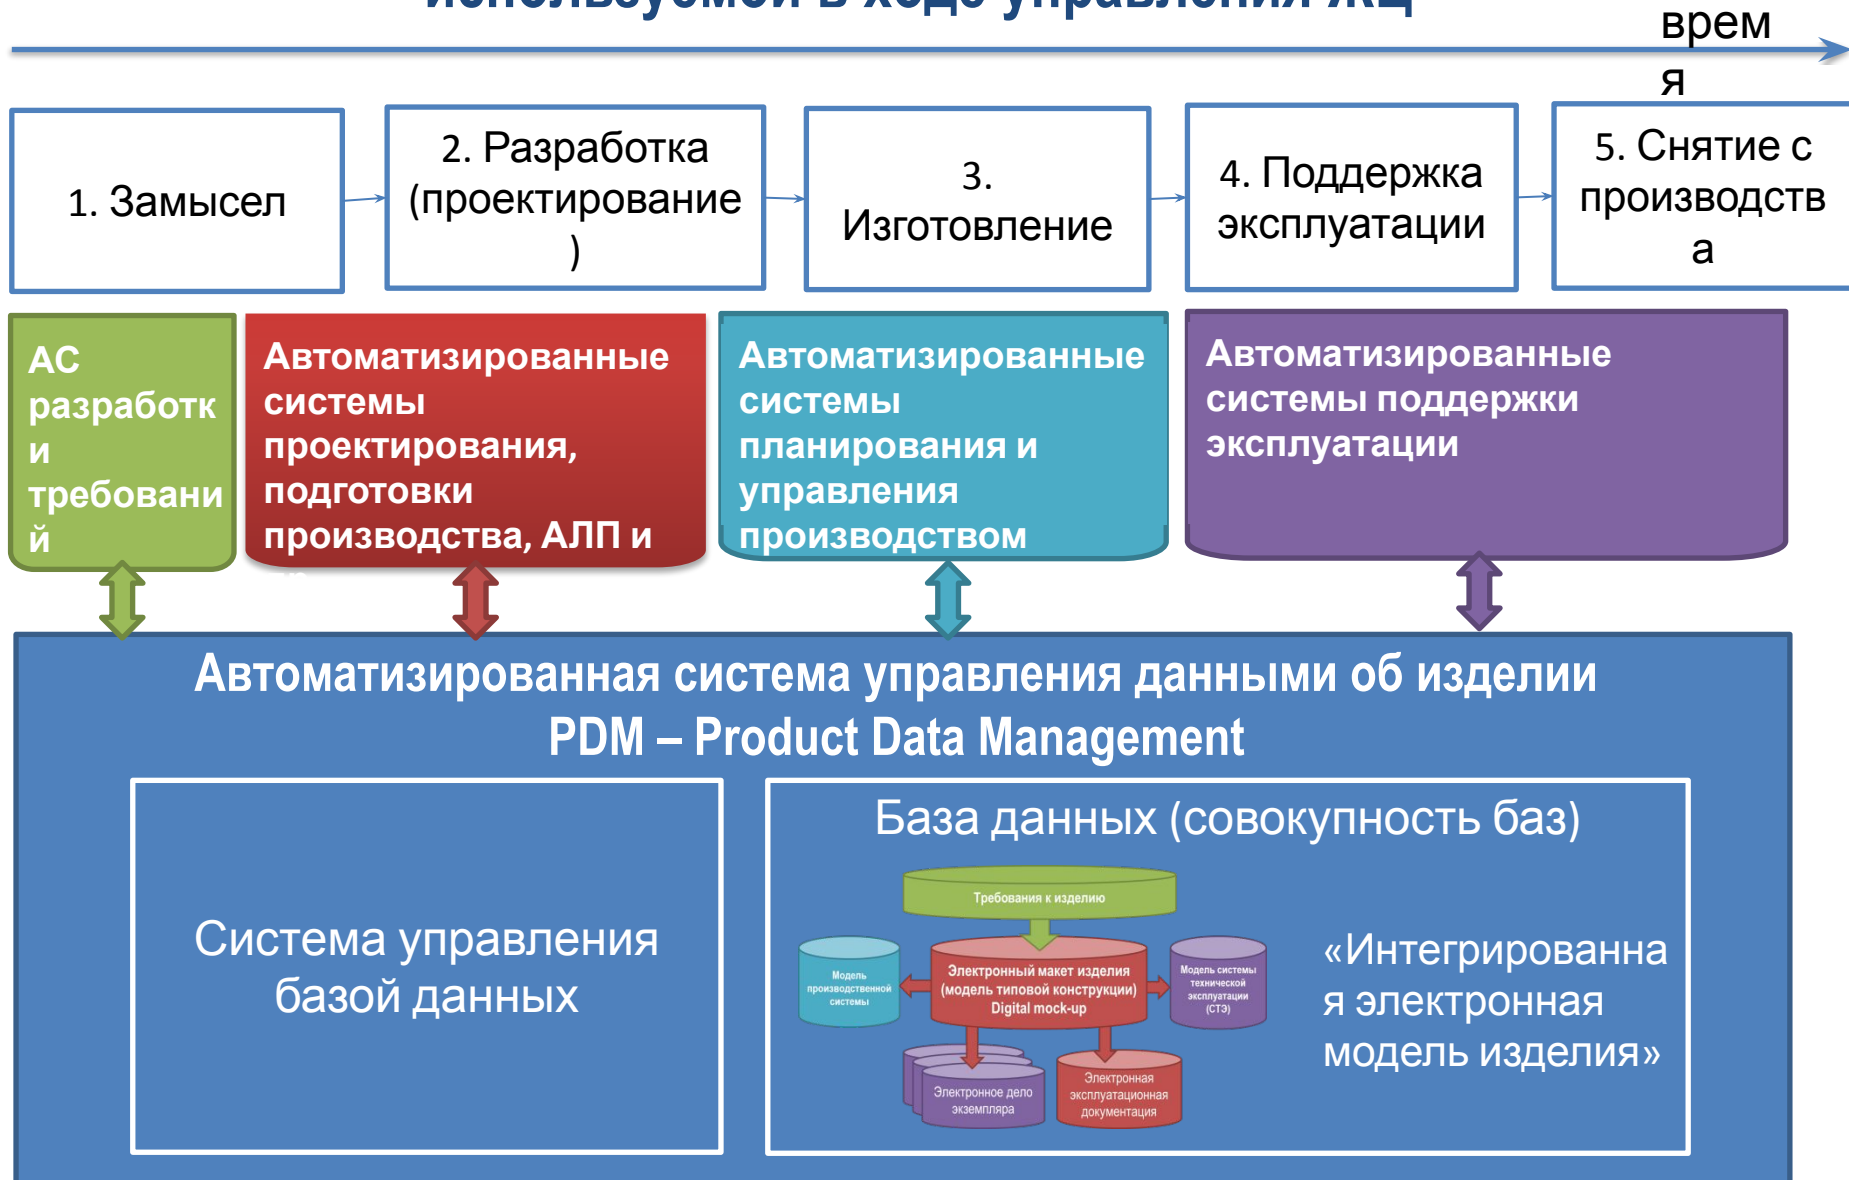 используемой в ходе управления ЖЦ
врем
я
1. Замысел
2. Разработка
(проектирование
)
3.
Изготовление
4. Поддержка
эксплуатации
5. Снятие с
производств
а
АС
разработк
и
требовани
й
Автоматизированные
системы
проектирования,
подготовки
производства, АЛП и
Автоматизированные
системы
планирования и
управления
производством
Автоматизированные
системы поддержки
эксплуатации
Автоматизированная система управления данными об изделии
PDM – Product Data Management
Система управления
базой данных
База данных (совокупность баз)
Требования к изделию
Модель
производственной
системы
Электронный макет изделия
(модель типовой конструкции)
Digital mock-up
Модель системы
технической
эксплуатации
(СТЭ)
Электронное дело
экземпляра
Электронная
эксплуатационная
документация
«Интегрированна
я электронная
модель изделия»